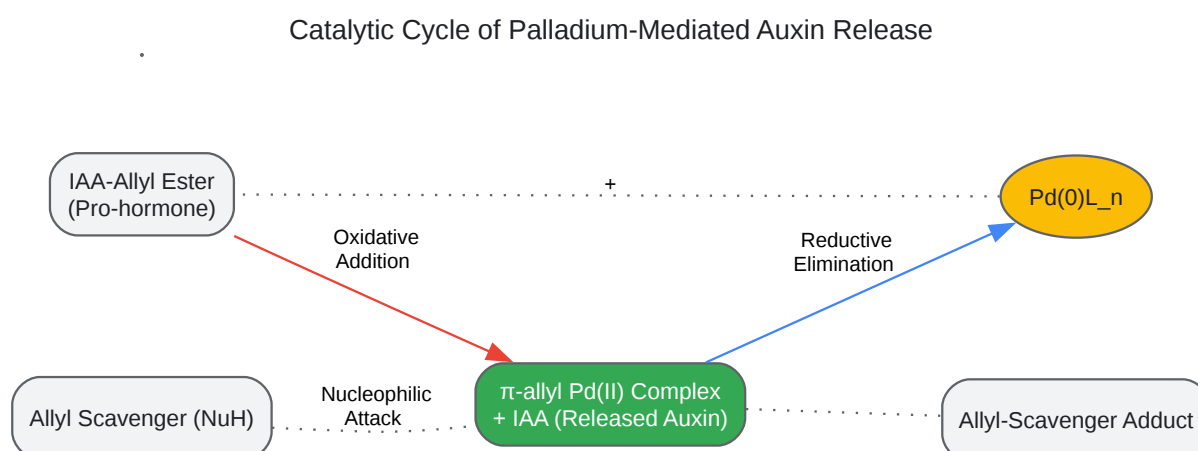 Catalytic Cycle of Palladium-Mediated Auxin Release
IAA-Allyl Ester
(Pro-hormone)
+
Pd(0)L_n
Oxidative
Addition
Reductive
Elimination
Allyl Scavenger (NuH)
Nucleophilic
Attack
π-allyl Pd(II) Complex
+ IAA (Released Auxin)
Allyl-Scavenger Adduct